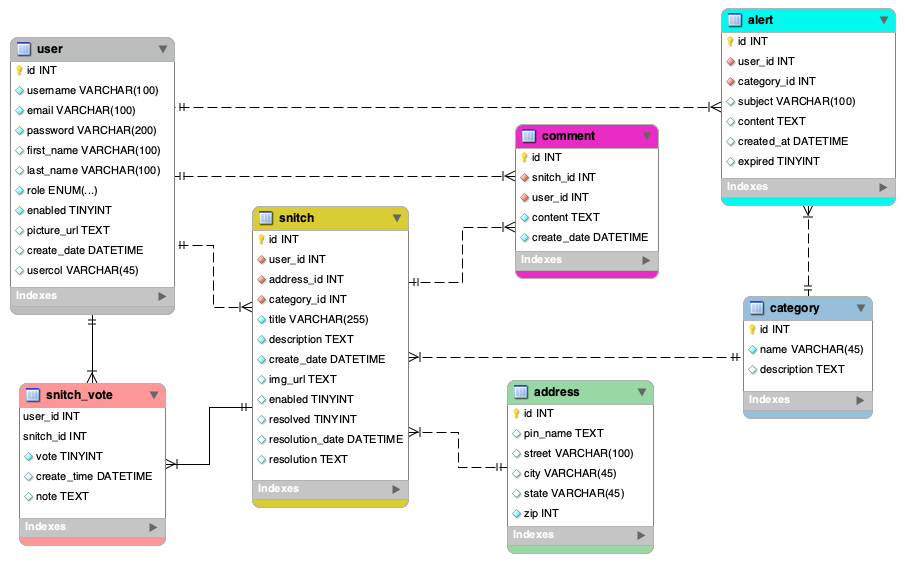 user
id INT
username VARCHAR(100)
email VARCHAR(100)
password VARCHAR(200)
first_name VARCHAR(100)
last_name VARCHAR(100)
role ENUM(...)
enabled TINYINT
picture_url TEXT
create_date DATETIME
usercol VARCHAR(45)
Indexes
alert
id INT
user_id INT
category_id INT
subject VARCHAR(100)
content TEXT
created_at DATETIME
expired TINYINT
Indexes
comment
id INT
snitch_id INT
user_id INT
content TEXT
create_date DATETIME
Indexes
snitch
id INT
user_id INT
address_id INT
category_id INT
title VARCHAR(255)
description TEXT
create_date DATETIME
img_url TEXT
enabled TINYINT
resolved TINYINT
resolution_date DATETIME
resolution TEXT
Indexes
category
id INT
name VARCHAR(45)
description TEXT
Indexes
snitch_vote
user_id INT
snitch_id INT
vote TINYINT
create_time DATETIME
note TEXT
Indexes
address
id INT
pin_name TEXT
street VARCHAR(100)
city VARCHAR(45)
state VARCHAR(45)
zip INT
Indexes